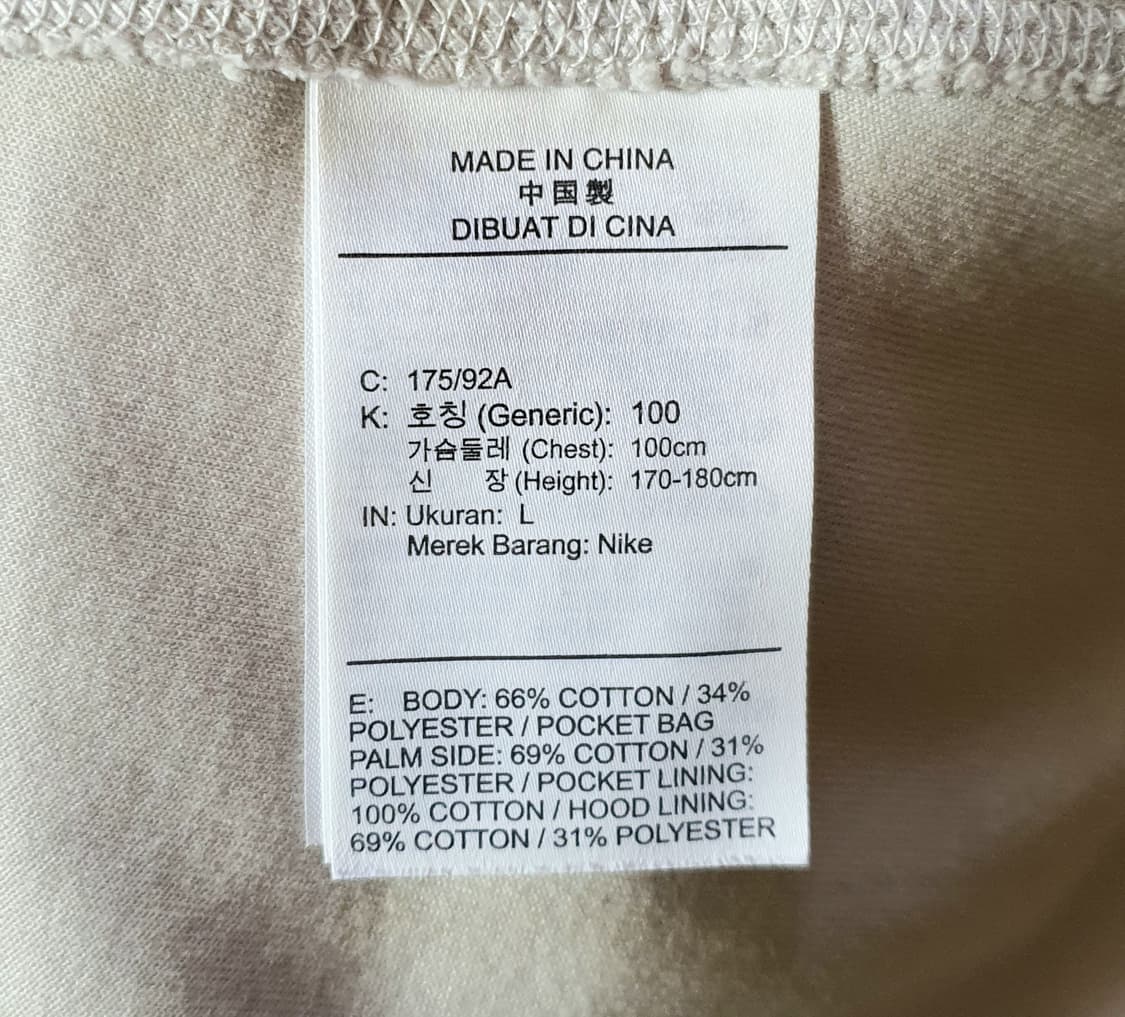 MADE IN CHINA
中国製
DIBUAT DI CINA
C: 175/92A
K: 호칭 (Generic): 100
가슴둘레 (Chest): 100cm
신 장 (Height): 170-180cm
IN: Ukuran: L
Merek Barang: Nike
E: BODY: 66% COTTON / 34%
POLYESTER / POCKET BAG
PALM SIDE: 69% COTTON / 31%
POLYESTER / POCKET LINING:
100% COTTON / HOOD LINING:
69% COTTON / 31% POLYESTER